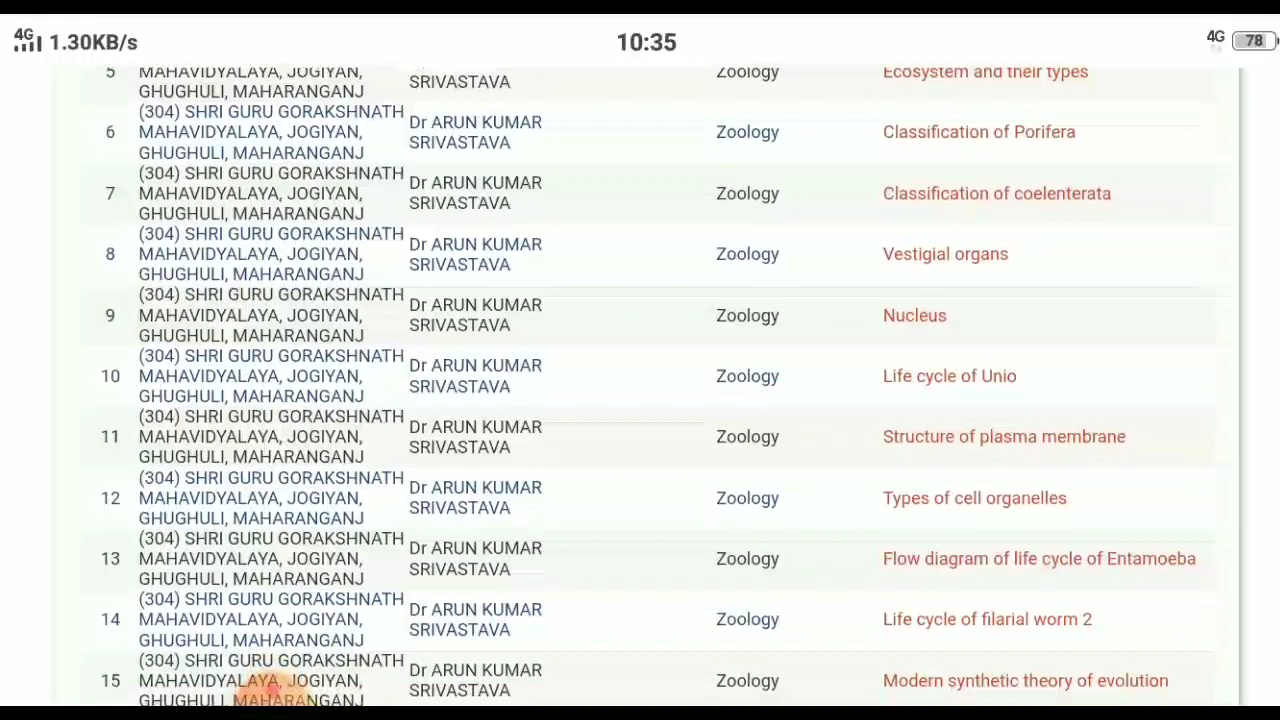 4G 1.30KB/s 10:35 4G 78
5 MAHAVIDYALAYA, JOGIYAN, SRIVASTAVA Zoology Ecosystem and their types
GHUGHULI, MAHARANGANJ
(304) SHRI GURU GORAKSHNATH Dr ARUN KUMAR
6 MAHAVIDYALAYA, JOGIYAN, SRIVASTAVA Zoology Classification of Porifera
GHUGHULI, MAHARANGANJ
(304) SHRI GURU GORAKSHNATH Dr ARUN KUMAR
7 MAHAVIDYALAYA, JOGIYAN, SRIVASTAVA Zoology Classification of coelenterata
GHUGHULI, MAHARANGANJ
(304) SHRI GURU GORAKSHNATH Dr ARUN KUMAR
8 MAHAVIDYALAYA, JOGIYAN, SRIVASTAVA Zoology Vestigial organs
GHUGHULI, MAHARANGANJ
(304) SHRI GURU GORAKSHNATH Dr ARUN KUMAR
9 MAHAVIDYALAYA, JOGIYAN, SRIVASTAVA Zoology Nucleus
GHUGHULI, MAHARANGANJ
(304) SHRI GURU GORAKSHNATH Dr ARUN KUMAR
10 MAHAVIDYALAYA, JOGIYAN, SRIVASTAVA Zoology Life cycle of Unio
GHUGHULI, MAHARANGANJ
(304) SHRI GURU GORAKSHNATH Dr ARUN KUMAR
11 MAHAVIDYALAYA, JOGIYAN, SRIVASTAVA Zoology Structure of plasma membrane
GHUGHULI, MAHARANGANJ
(304) SHRI GURU GORAKSHNATH Dr ARUN KUMAR
12 MAHAVIDYALAYA, JOGIYAN, SRIVASTAVA Zoology Types of cell organelles
GHUGHULI, MAHARANGANJ
(304) SHRI GURU GORAKSHNATH Dr ARUN KUMAR
13 MAHAVIDYALAYA, JOGIYAN, SRIVASTAVA Zoology Flow diagram of life cycle of Entamoeba
GHUGHULI, MAHARANGANJ
(304) SHRI GURU GORAKSHNATH Dr ARUN KUMAR
14 MAHAVIDYALAYA, JOGIYAN, SRIVASTAVA Zoology Life cycle of filarial worm 2
GHUGHULI, MAHARANGANJ
(304) SHRI GURU GORAKSHNATH Dr ARUN KUMAR
15 MAHAVIDYALAYA, JOGIYAN, SRIVASTAVA Zoology Modern synthetic theory of evolution
GHUGHULI, MAHARANGANJ